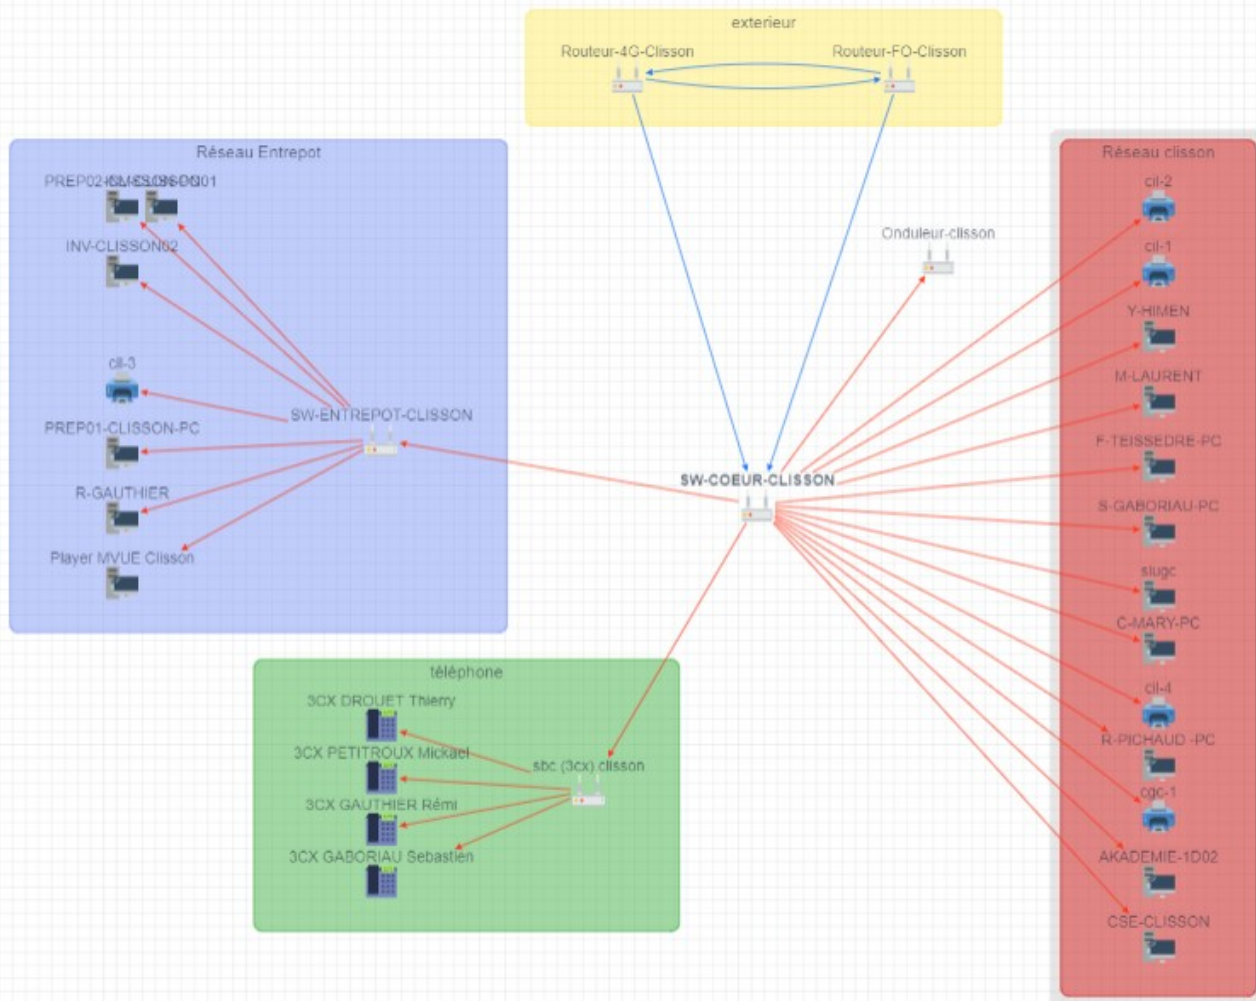 exterieur
Routeur-4G-Clisson
Routeur-FO-Clisson
Réseau Entrepot
PREP02-
INV-CLISSON02
cil-3
SW-ENTREPOT-CLISSON
PREP01-CLISSON-PC
R-GAUTHIER
Player MVUE Clisson
Onduleur-clisson
SW-COEUR-CLISSON
téléphone
3CX DROUET Thierry
3CX PETITROUX Mickael
3CX GAUTHIER Rémi
3CX GABORIAU Sebastien
sbc (3cx) clisson
Réseau clisson
cil-2
cil-1
Y-HIMEN
M-LAURENT
F-TEISSEDRE-PC
S-GABORIAU-PC
slugc
C-MARY-PC
cil-4
R-PICHAUD -PC
cgc-1
AKADEMIE-1D02
CSE-CLISSON